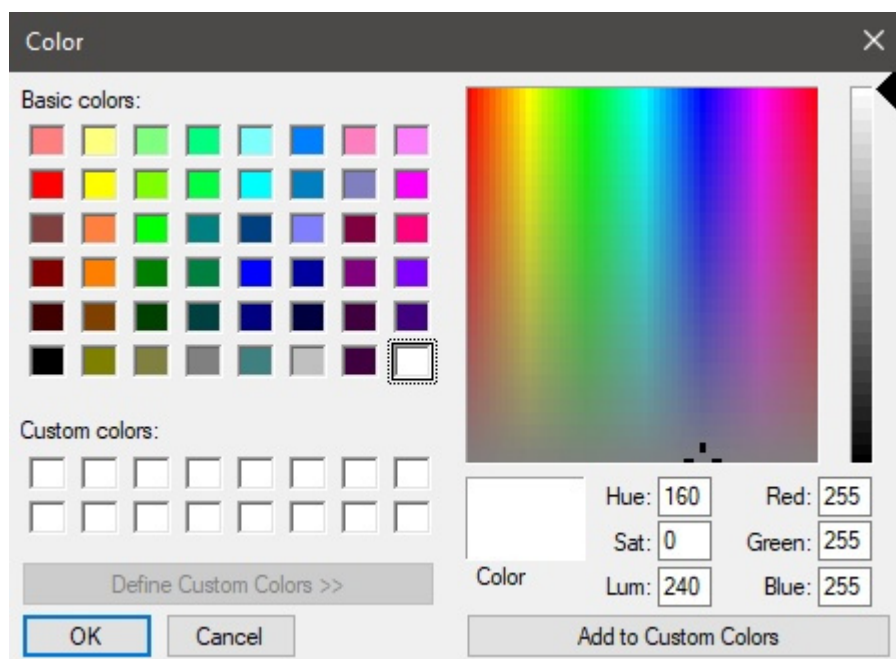 Color
Basic colors:
Custom colors:
Define Custom Colors >>
OK Cancel
Color
Hue: 160 Red: 255
Sat: 0 Green: 255
Lum: 240 Blue: 255
Add to Custom Colors